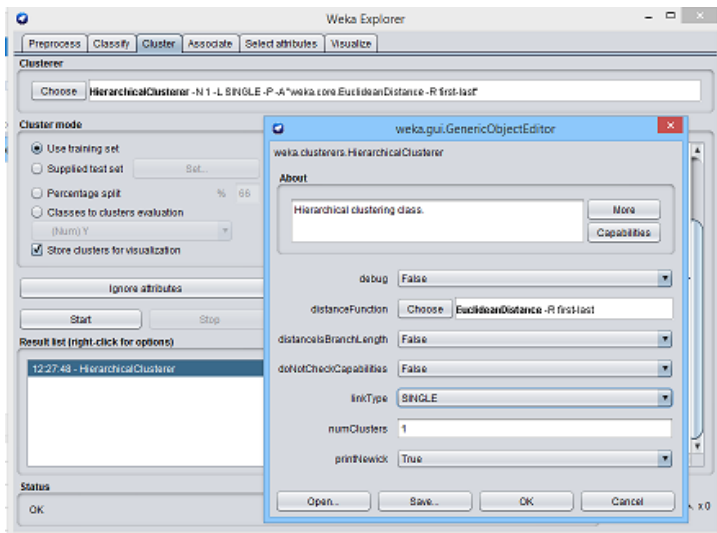 Weka Explorer
Preprocess Classify Cluster Associate Select attributes Visualize
Clusterer
Choose HierarchicalClusterer -N 1 -L SINGLE -P -A "weka.core.EuclideanDistance -R first-last"
Cluster mode
Use training set
Supplied test set Set...
Percentage split % 66
Classes to clusters evaluation
(Num) Y
Store clusters for visualization
Ignore attributes
Start Stop
Result list (right-click for options)
12:27:48 - HierarchicalClusterer
Status
OK
x 0
weka.gui.GenericObjectEditor
weka.clusterers.HierarchicalClusterer
About
Hierarchical clustering class.
More
Capabilities
debug False
distanceFunction Choose EuclideanDistance -R first-last
distanceIsBranchLength False
doNotCheckCapabilities False
linkType SINGLE
numClusters 1
printNewick True
Open... Save... OK Cancel